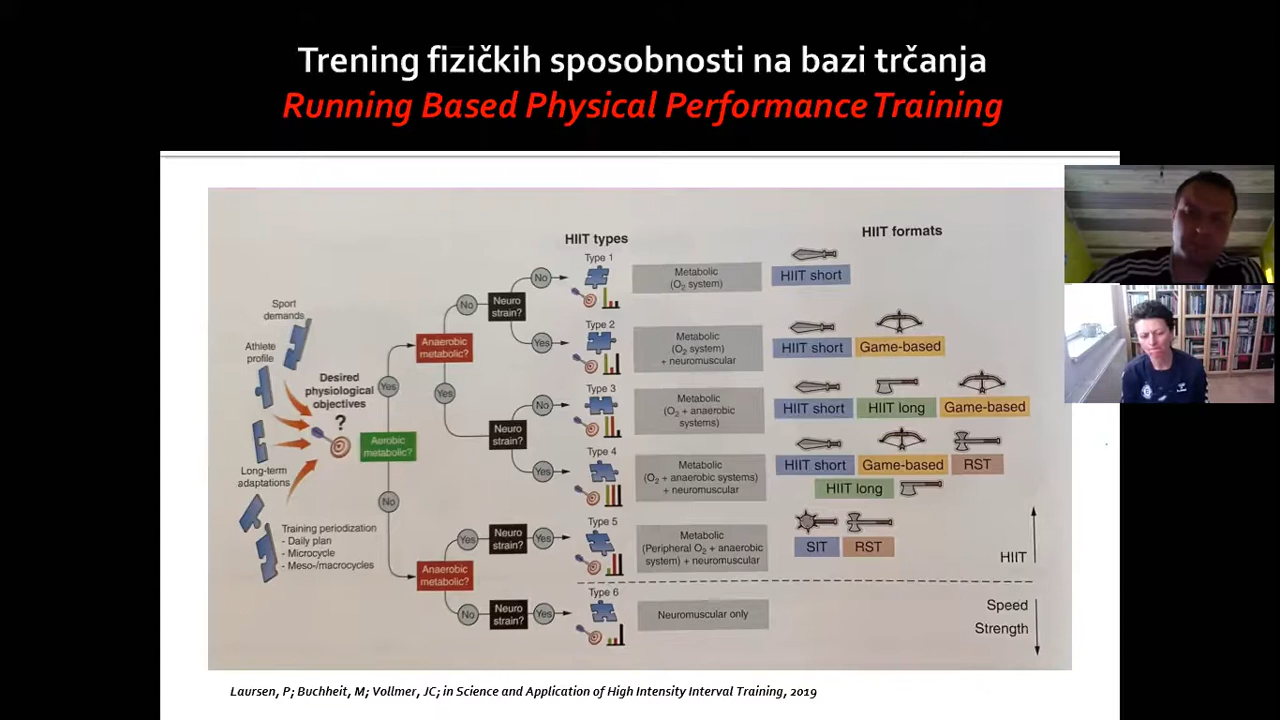 Trening fizičkih sposobnosti na bazi trčanja
Running Based Physical Performance Training
HIIT types
HIIT formats
Sport
demands
Athlete
profile
Long-term
adaptations
Training periodization
- Daily plan
- Microcycle
- Meso-/macrocycles
Desired
physiological
objectives
?
Aerobic
metabolic?
Yes
No
Anaerobic
metabolic?
No
Yes
Neuro
strain?
No
Yes
Neuro
strain?
No
Yes
Anaerobic
metabolic?
Yes
No
Neuro
strain?
Yes
Neuro
strain?
Yes
Type 1
Metabolic
(O2 system)
HIIT short
Type 2
Metabolic
(O2 system)
+ neuromuscular
HIIT short
Game-based
Type 3
Metabolic
(O2 + anaerobic
systems)
HIIT short
HIIT long
Game-based
Type 4
Metabolic
(O2 + anaerobic systems)
+ neuromuscular
HIIT short
Game-based
RST
HIIT long
Type 5
Metabolic
(Peripheral O2 + anaerobic
system) + neuromuscular
SIT
RST
HIIT
Type 6
Neuromuscular only
Speed
Strength
Laursen, P; Buchheit, M; Vollmer, JC; in Science and Application of High Intensity Interval Training, 2019